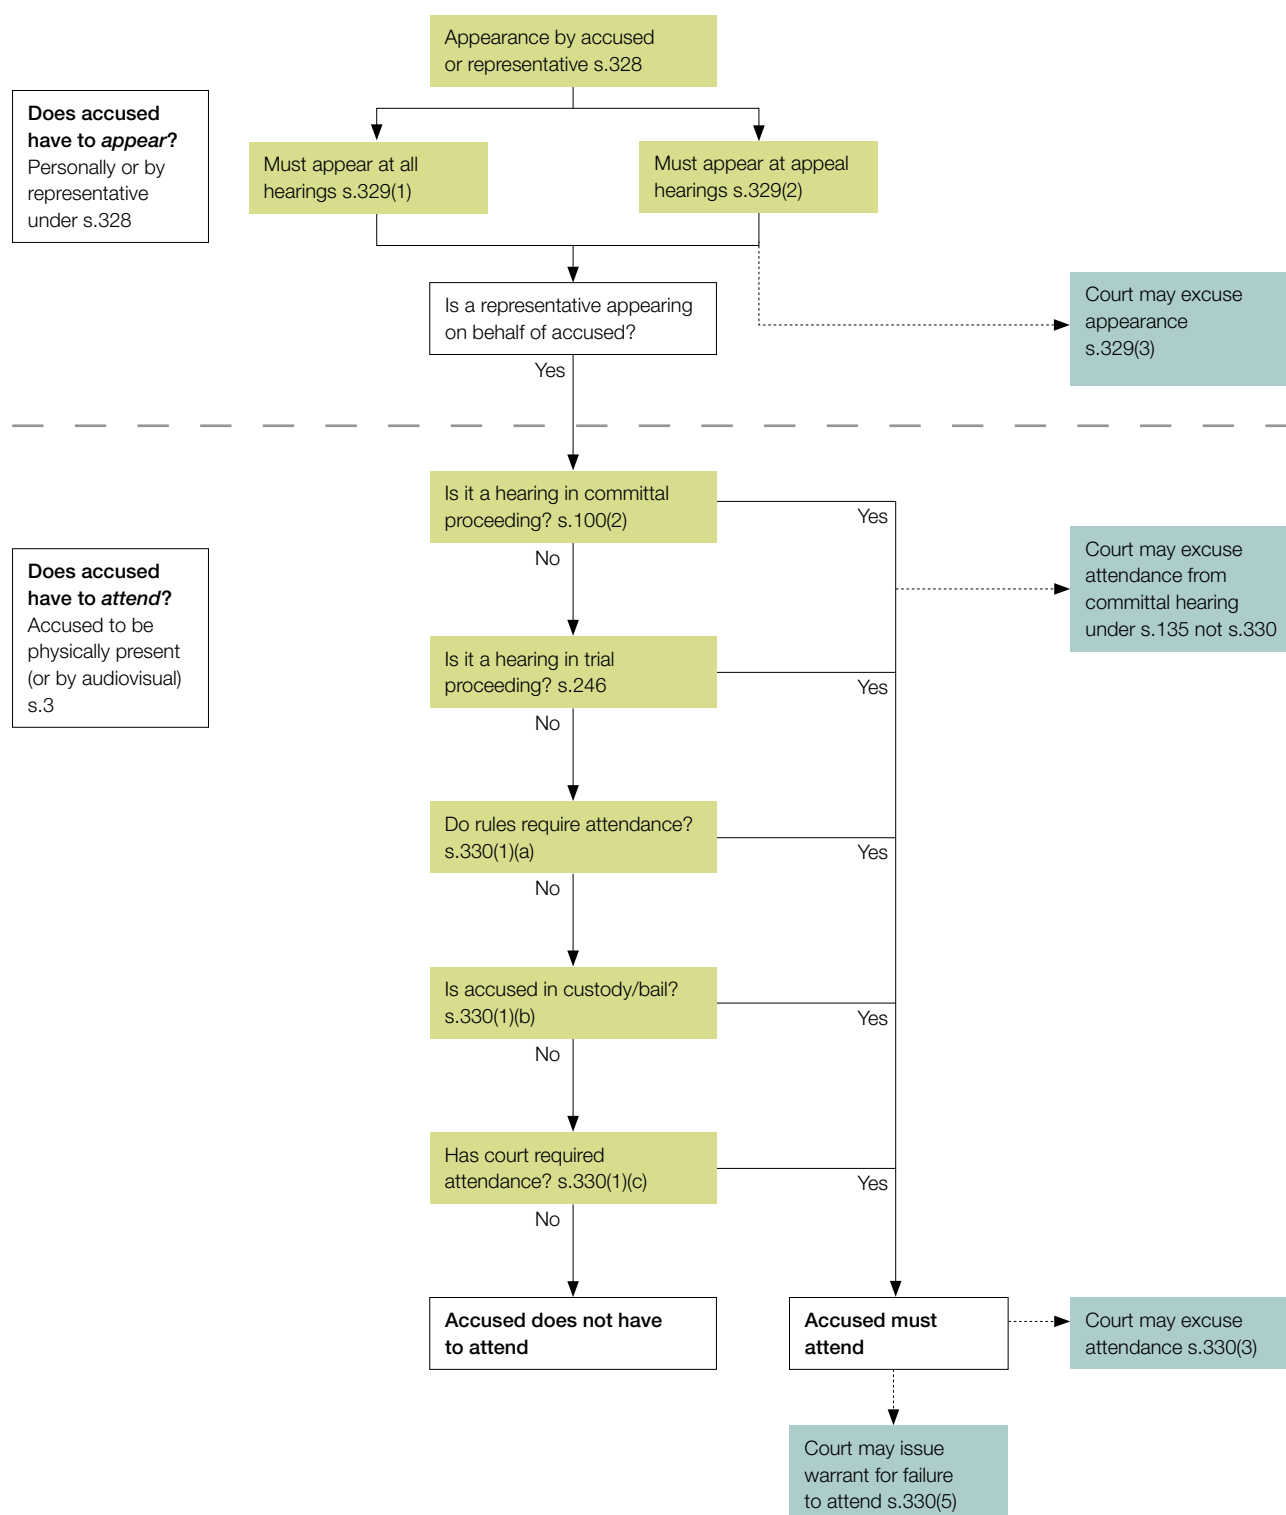 Appearance by accused
or representative s.328
Does accused
have to appear?
Personally or by
representative
under s.328
Must appear at all
hearings s.329(1)
Must appear at appeal
hearings s.329(2)
Is a representative appearing
on behalf of accused?
Court may excuse
appearance
s.329(3)
Yes
Is it a hearing in committal
proceeding? s.100(2)
Yes
No
Does accused
have to attend?
Accused to be
physically present
(or by audiovisual)
s.3
Court may excuse
attendance from
committal hearing
under s.135 not s.330
Is it a hearing in trial
proceeding? s.246
Yes
No
Do rules require attendance?
s.330(1)(a)
Yes
No
Is accused in custody/bail?
s.330(1)(b)
Yes
No
Has court required
attendance? s.330(1)(c)
Yes
No
Accused does not have
to attend
Accused must
attend
Court may excuse
attendance s.330(3)
Court may issue
warrant for failure
to attend s.330(5)